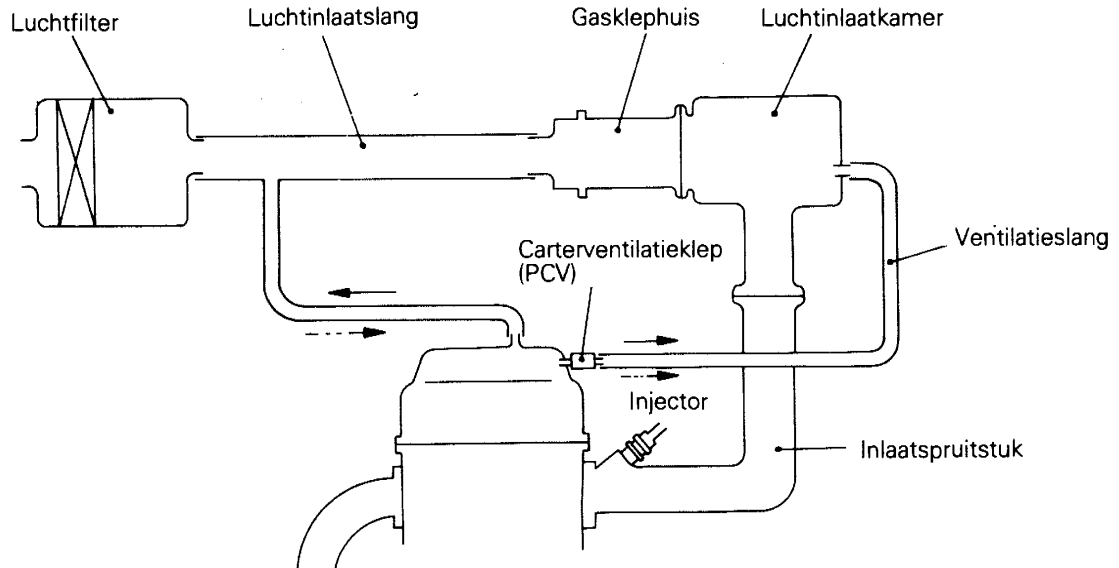 Luchtfilter
Luchtinlaatslang
Gasklephuis
Luchtinlaatkamer
Carterventilatieklep
(PCV)
Ventilatieslang
Injector
Inlaatspruitstuk